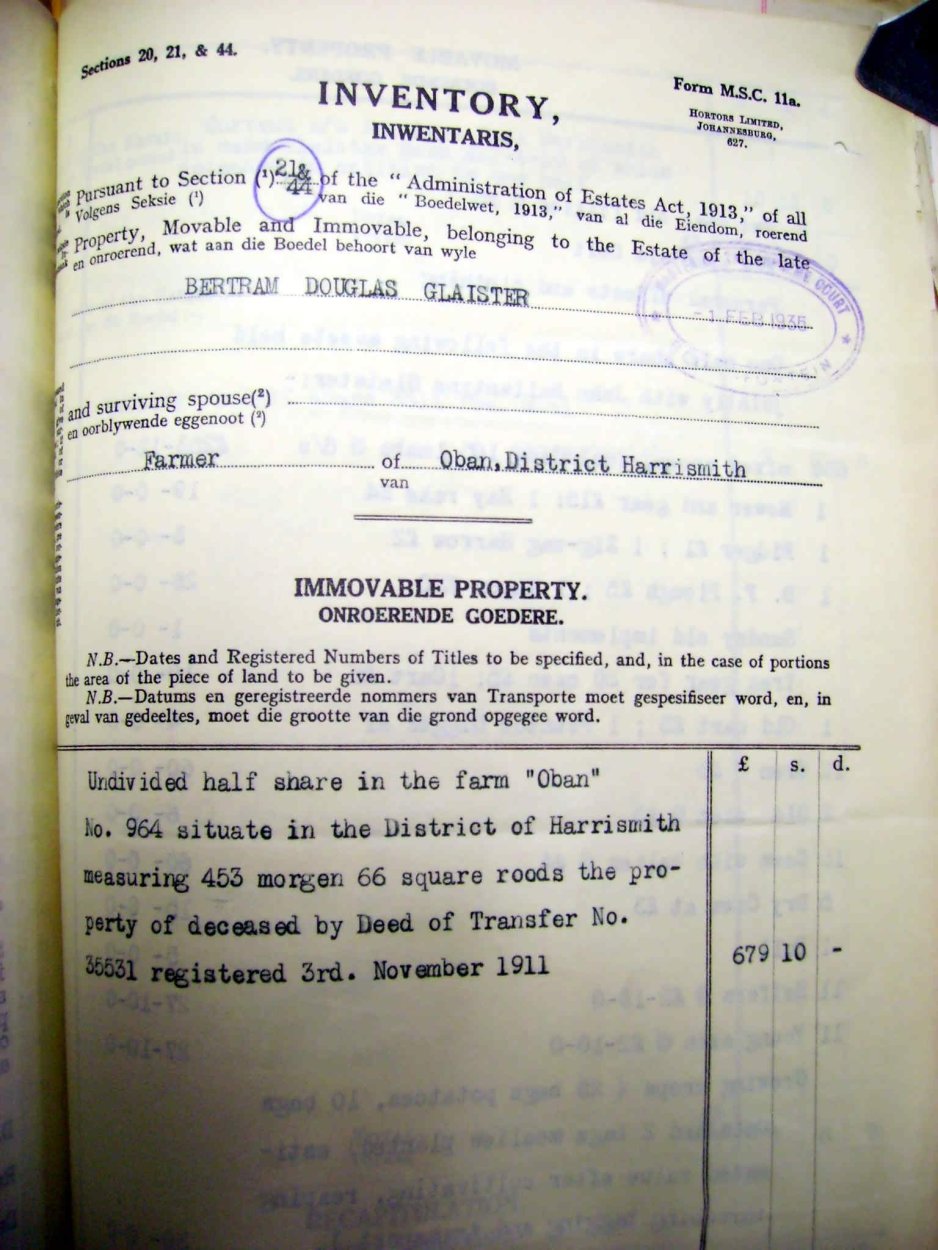 Sections 20, 21, & 44.
Form M.S.C. 11a.
HORTORS LIMITED,
JOHANNESBURG,
627.
INVENTORY,
INWENTARIS,
Pursuant to Section (¹) 21& 44 of the "Administration of Estates Act, 1913," of all
Volgens Seksie (¹) van die "Boedelwet, 1913," van al die Eiendom, roerend
Property, Movable and Immovable, belonging to the Estate of the late
en onroerend, wat aan die Boedel behoort van wyle
BERTRAM DOUGLAS GLAISTER
COURT
-1 FEB 1935
and surviving spouse(²)
en oorblywende eggenoot (²)
Farmer of Oban, District Harrismith
van
IMMOVABLE PROPERTY.
ONROERENDE GOEDERE.
N.B.—Dates and Registered Numbers of Titles to be specified, and, in the case of portions
the area of the piece of land to be given.
N.B.—Datums en geregistreerde nommers van Transporte moet gespesifiseer word, en, in
geval van gedeeltes, moet die grootte van die grond opgegee word.
£ s. d.
Undivided half share in the farm "Oban"
No. 964 situate in the District of Harrismith
measuring 453 morgen 66 square roods the pro-
perty of deceased by Deed of Transfer No.
35531 registered 3rd. November 1911 679 10 -